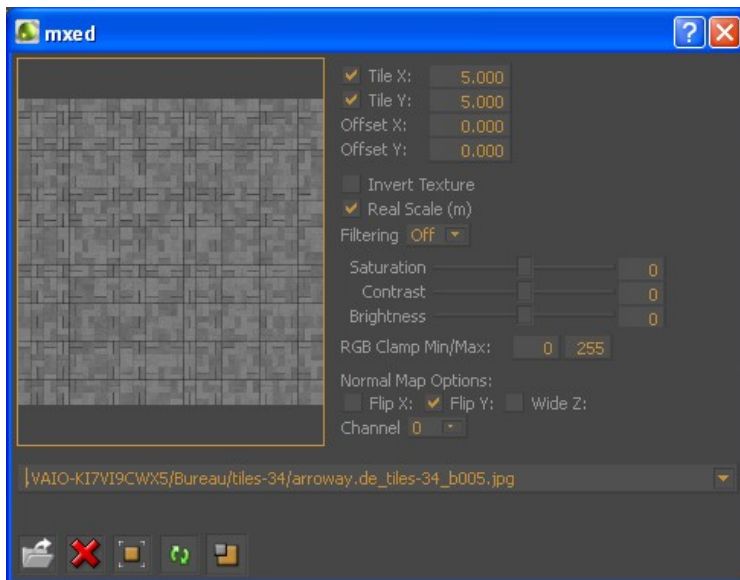 mxed
Tile X: 5.000
Tile Y: 5.000
Offset X: 0.000
Offset Y: 0.000
Invert Texture
Real Scale (m)
Filtering Off
Saturation 0
Contrast 0
Brightness 0
RGB Clamp Min/Max: 0 255
Normal Map Options:
Flip X: Flip Y: Wide Z:
Channel 0
VAIO-KI7VI9CWX5/Bureau/tiles-34/arroway.de_tiles-34_b005.jpg